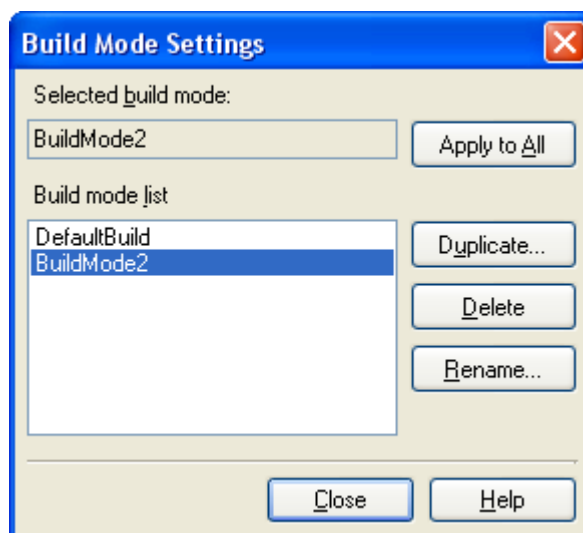 Build Mode Settings
Selected build mode:
BuildMode2
Apply to All
Build mode list
DefaultBuild
BuildMode2
Duplicate...
Delete
Rename...
Close
Help